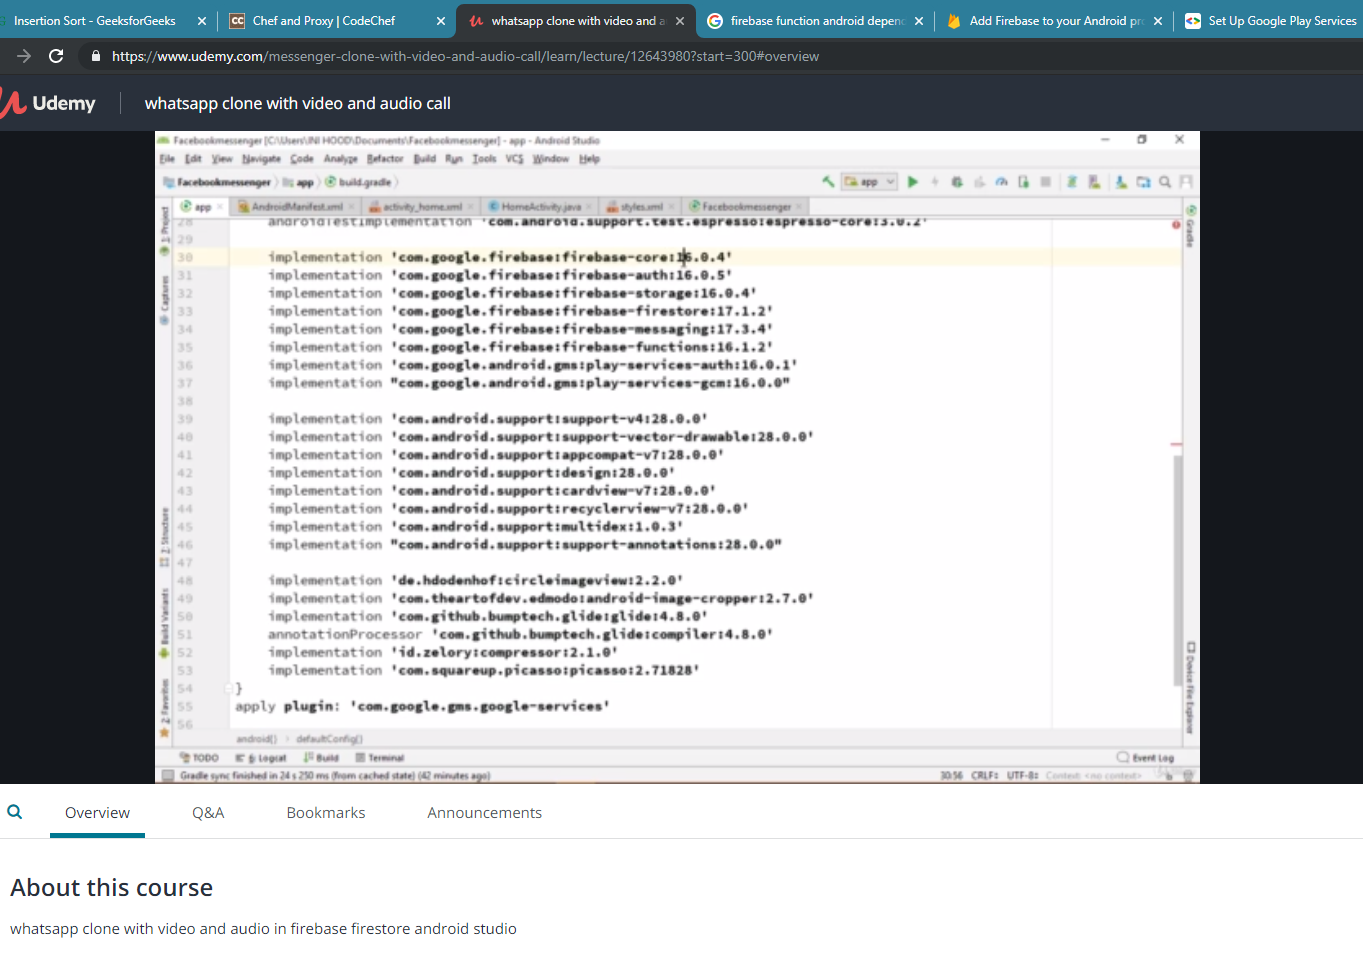 Insertion Sort - GeeksforGeeks
Chef and Proxy | CodeChef
whatsapp clone with video and a
firebase function android depen
Add Firebase to your Android pr
Set Up Google Play Services
https://www.udemy.com/messenger-clone-with-video-and-audio-call/learn/lecture/12643980?start=300#overview
Udemy
whatsapp clone with video and audio call
Facebookmessenger [C:\Users\INI HOOD\Documents\Facebookmessenger] - app - Android Studio
File Edit View Navigate Code Analyze Refactor Build Run Tools VCS Window Help
Facebookmessenger app build.gradle
app
app AndroidManifest.xml activity_home.xml HomeActivity.java styles.xml Facebookmessenger
1: Project
Captures
Z: Structure
Build Variants
2: Favorites
Gradle
Device File Explorer
28 androidTestImplementation 'com.android.support.test.espresso:espresso-core:3.0.2'
29
30 implementation 'com.google.firebase:firebase-core:16.0.4'
31 implementation 'com.google.firebase:firebase-auth:16.0.5'
32 implementation 'com.google.firebase:firebase-storage:16.0.4'
33 implementation 'com.google.firebase:firebase-firestore:17.1.2'
34 implementation 'com.google.firebase:firebase-messaging:17.3.4'
35 implementation 'com.google.firebase:firebase-functions:16.1.2'
36 implementation 'com.google.android.gms:play-services-auth:16.0.1'
37 implementation "com.google.android.gms:play-services-gcm:16.0.0"
38
39 implementation 'com.android.support:support-v4:28.0.0'
40 implementation 'com.android.support:support-vector-drawable:28.0.0'
41 implementation 'com.android.support:appcompat-v7:28.0.0'
42 implementation 'com.android.support:design:28.0.0'
43 implementation 'com.android.support:cardview-v7:28.0.0'
44 implementation 'com.android.support:recyclerview-v7:28.0.0'
45 implementation 'com.android.support:multidex:1.0.3'
46 implementation "com.android.support:support-annotations:28.0.0"
47
48 implementation 'de.hdodenhof:circleimageview:2.2.0'
49 implementation 'com.theartofdev.edmodo:android-image-cropper:2.7.0'
50 implementation 'com.github.bumptech.glide:glide:4.8.0'
51 annotationProcessor 'com.github.bumptech.glide:compiler:4.8.0'
52 implementation 'id.zelory:compressor:2.1.0'
53 implementation 'com.squareup.picasso:picasso:2.71828'
54 }
55 apply plugin: 'com.google.gms.google-services'
56
android{} › defaultConfig{}
TODO 6: Logcat Build Terminal
Event Log
Gradle sync finished in 24 s 250 ms (from cached state) (42 minutes ago)
30:56 CRLF: UTF-8: Context: <no context>
Overview
Q&A
Bookmarks
Announcements
About this course
whatsapp clone with video and audio in firebase firestore android studio